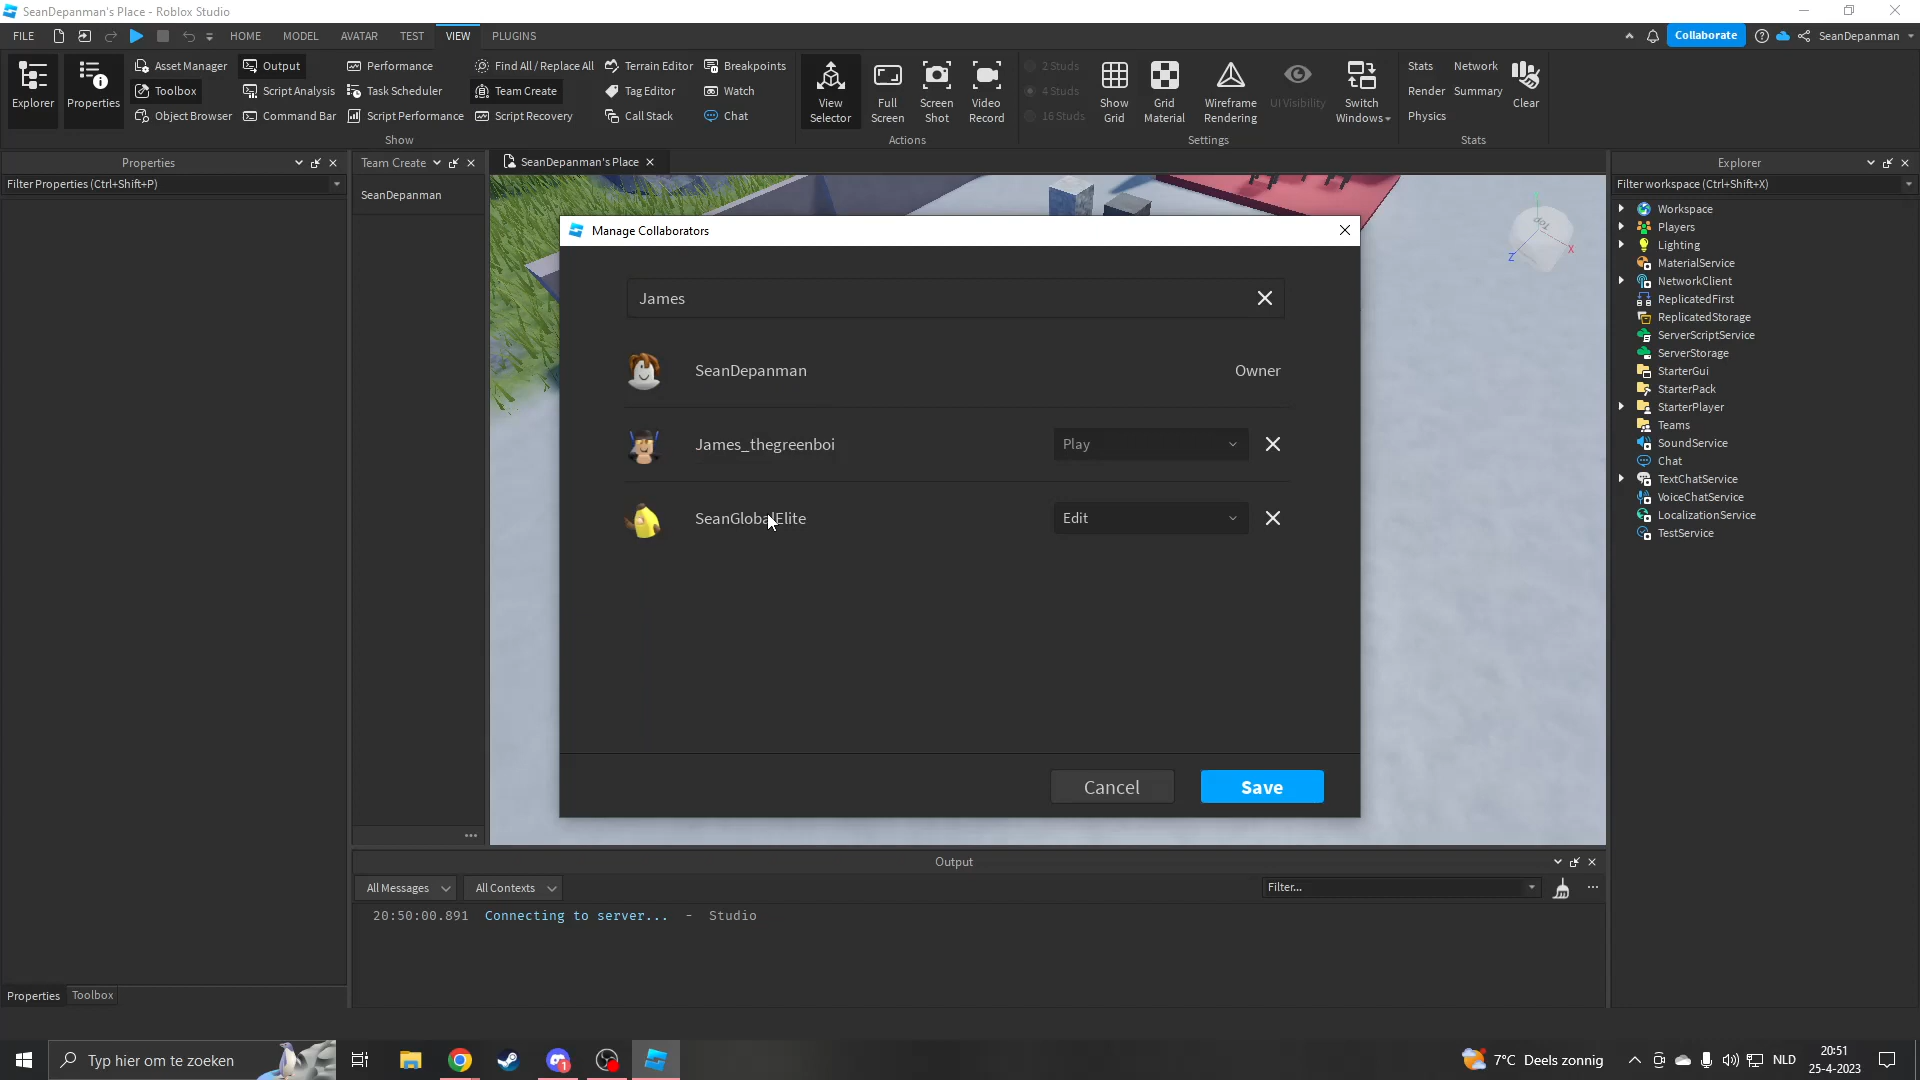 SeanDepanman's Place - Roblox Studio
FILE HOME MODEL AVATAR TEST VIEW PLUGINS Collaborate SeanDepanman
Explorer
Properties
Asset Manager
Toolbox
Object Browser
Output
Script Analysis
Command Bar
Performance
Task Scheduler
Script Performance
Find All / Replace All
Team Create
Script Recovery
Terrain Editor
Tag Editor
Call Stack
Breakpoints
Watch
Chat
Show
View
Selector
Full
Screen
Screen
Shot
Video
Record
Actions
2 Studs
4 Studs
16 Studs
Show
Grid
Grid
Material
Wireframe
Rendering
UI Visibility
Switch
Windows
Settings
Stats Network
Render Summary
Physics
Clear
Stats
Properties
Filter Properties (Ctrl+Shift+P)
Team Create
SeanDepanman
SeanDepanman's Place
Top
X
Z
Manage Collaborators
James
SeanDepanman Owner
James_thegreenboi Play
SeanGlobalElite Edit
Cancel Save
Explorer
Filter workspace (Ctrl+Shift+X)
Workspace
Players
Lighting
MaterialService
NetworkClient
ReplicatedFirst
ReplicatedStorage
ServerScriptService
ServerStorage
StarterGui
StarterPack
StarterPlayer
Teams
SoundService
Chat
TextChatService
VoiceChatService
LocalizationService
TestService
Output
All Messages All Contexts Filter...
20:50:00.891 Connecting to server... - Studio
Properties Toolbox
Typ hier om te zoeken
1
7°C Deels zonnig
NLD
20:51
25-4-2023